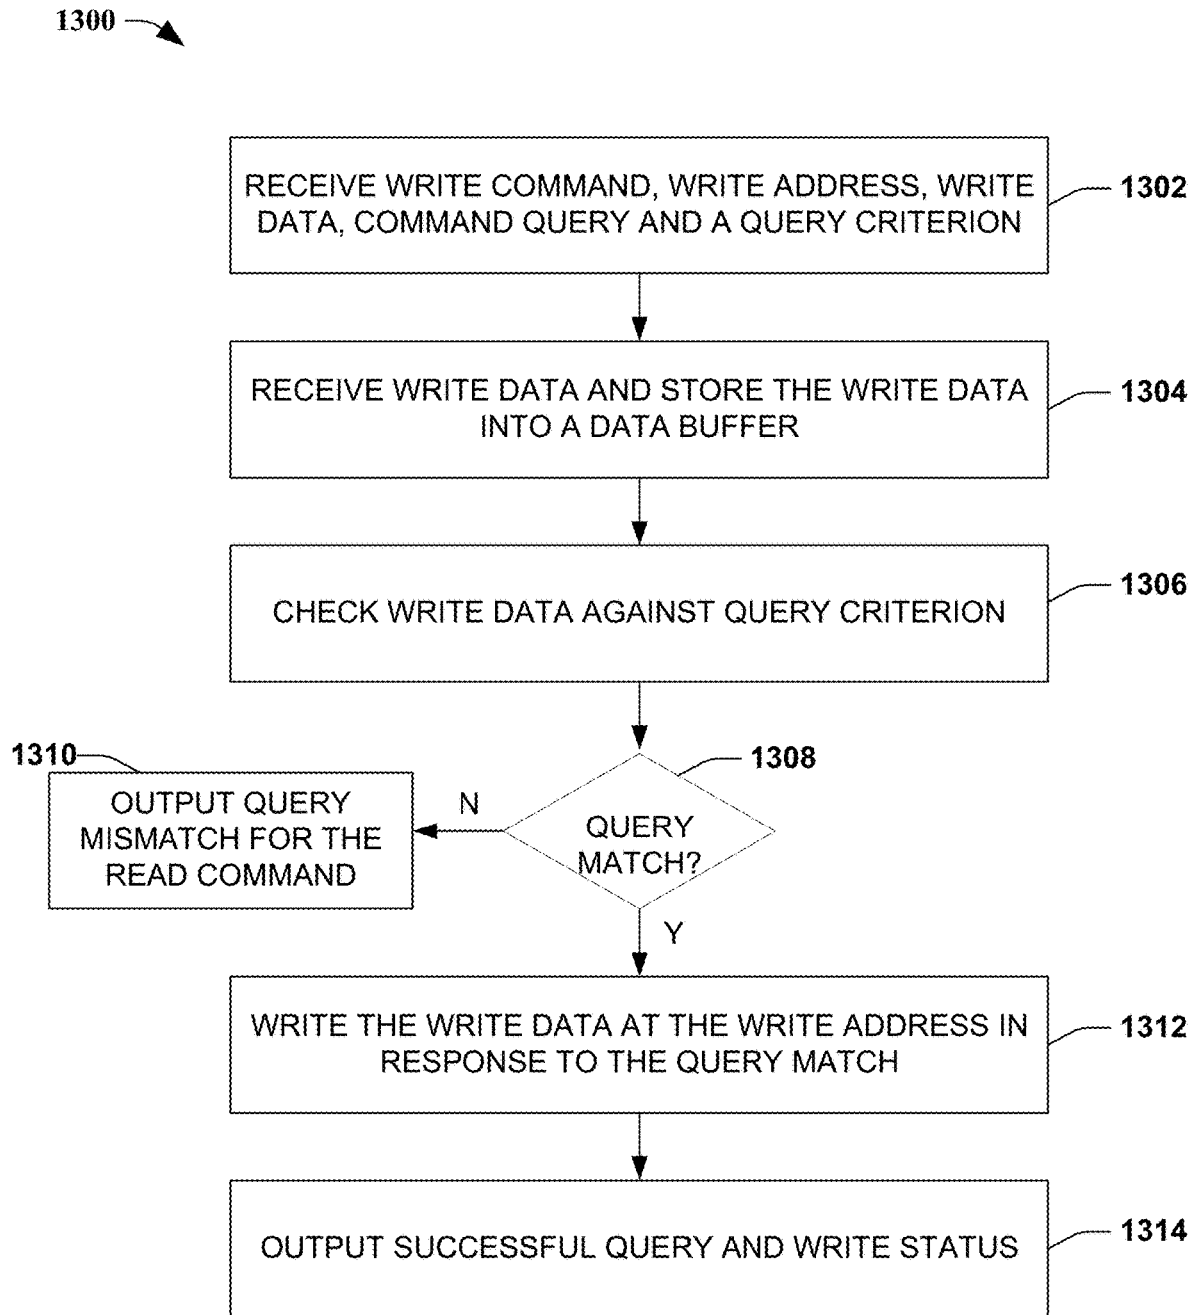 1300
RECEIVE WRITE COMMAND, WRITE ADDRESS, WRITE
DATA, COMMAND QUERY AND A QUERY CRITERION
1302
RECEIVE WRITE DATA AND STORE THE WRITE DATA
INTO A DATA BUFFER
1304
CHECK WRITE DATA AGAINST QUERY CRITERION
1306
1310
OUTPUT QUERY
MISMATCH FOR THE
READ COMMAND
N
1308
QUERY
MATCH?
Y
WRITE THE WRITE DATA AT THE WRITE ADDRESS IN
RESPONSE TO THE QUERY MATCH
1312
OUTPUT SUCCESSFUL QUERY AND WRITE STATUS
1314